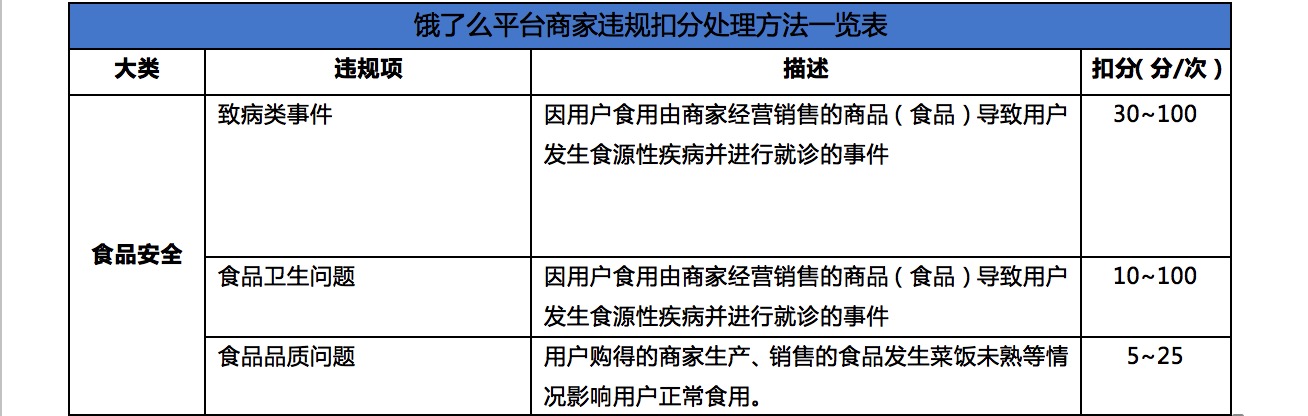 饿了么平台商家违规扣分处理方法一览表
大类 违规项 描述 扣分（分/次）
食品安全
致病类事件
因用户食用由商家经营销售的商品（食品）导致用户
发生食源性疾病并进行就诊的事件
30~100
食品卫生问题
因用户食用由商家经营销售的商品（食品）导致用户
发生食源性疾病并进行就诊的事件
10~100
食品品质问题
用户购得的商家生产、销售的食品发生菜饭未熟等情
况影响用户正常食用。
5~25